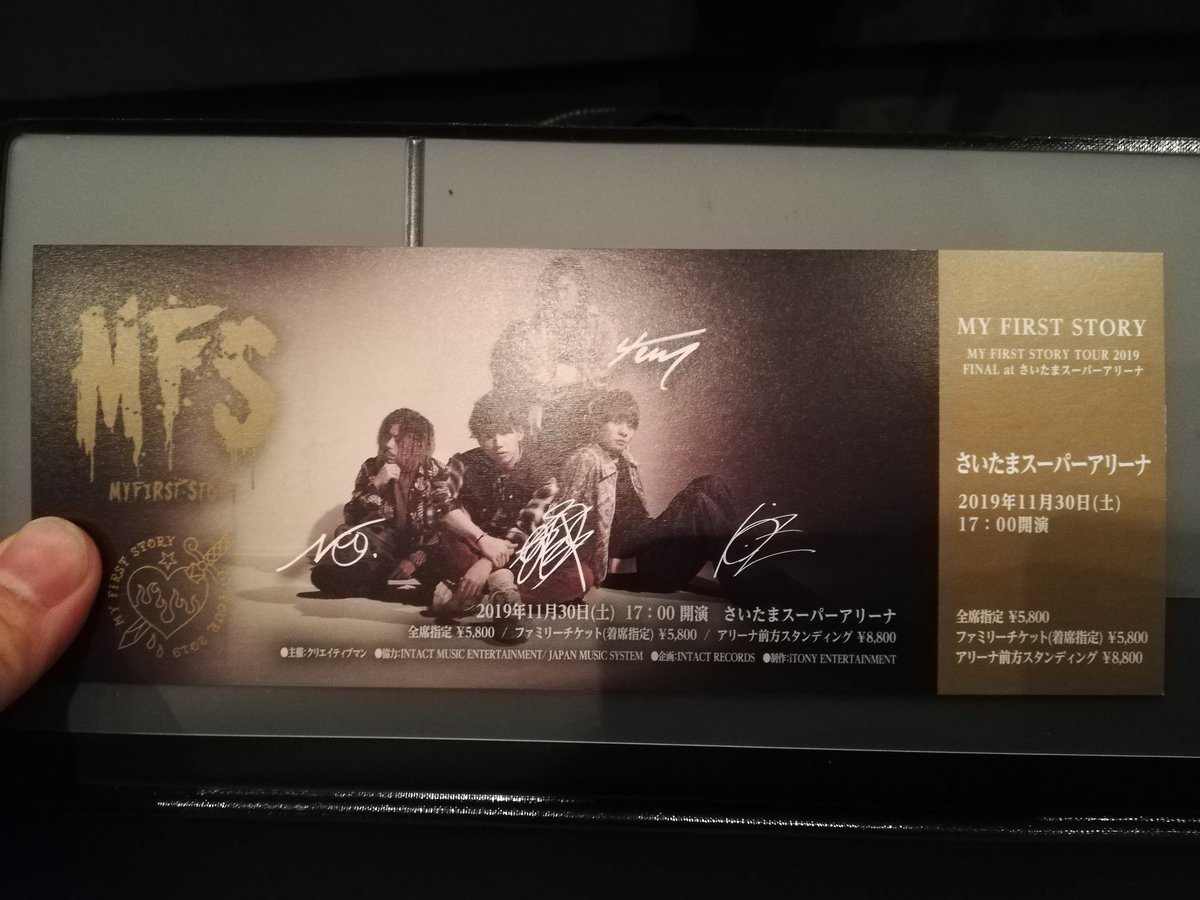 MFS
MY FIRST STORY
MY FIRST STORY TOUR 2019
2019年11月30日(土) 17：00 開演 さいたまスーパーアリーナ
全席指定 ¥5,800 / ファミリーチケット(着席指定) ¥5,800 / アリーナ前方スタンディング ¥8,800
●主催:クリエイティブマン ●協力:INTACT MUSIC ENTERTAINMENT/ JAPAN MUSIC SYSTEM ●企画:INTACT RECORDS ●制作:iTONY ENTERTAINMENT
MY FIRST STORY
MY FIRST STORY TOUR 2019
FINAL at さいたまスーパーアリーナ
さいたまスーパーアリーナ
2019年11月30日(土)
17：00開演
全席指定 ¥5,800
ファミリーチケット(着席指定) ¥5,800
アリーナ前方スタンディング ¥8,800